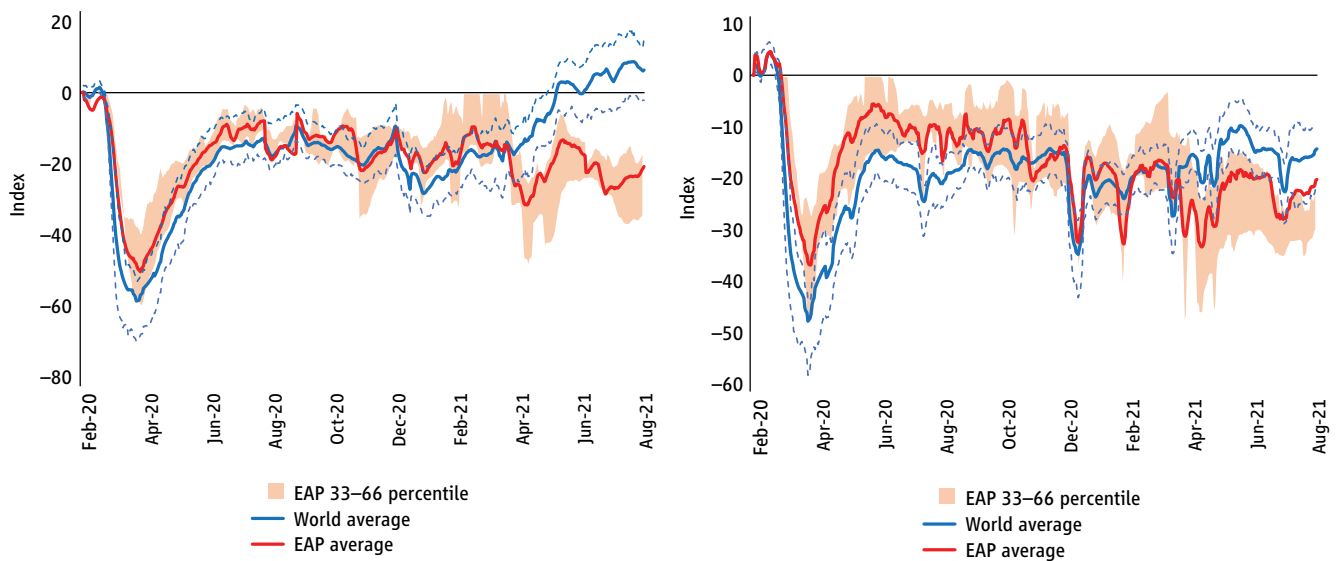 20
0
–20
–40
–60
–80
Index
Feb-20
Apr-20
Jun-20
Aug-20
Oct-20
Dec-20
Feb-21
Apr-21
Jun-21
Aug-21
EAP 33–66 percentile
World average
EAP average
10
0
–10
–20
–30
–40
–50
–60
Index
Feb-20
Apr-20
Jun-20
Aug-20
Oct-20
Dec-20
Feb-21
Apr-21
Jun-21
Aug-21
EAP 33–66 percentile
World average
EAP average